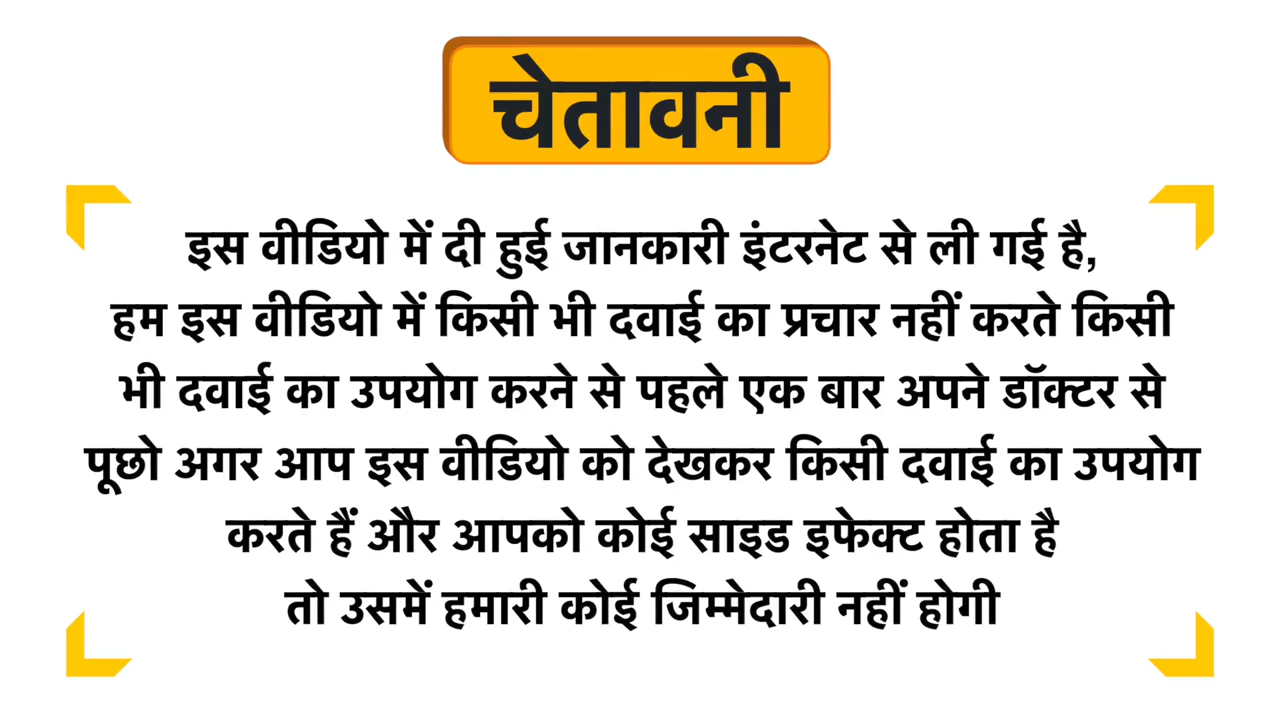 चेतावनी
इस वीडियो में दी हुई जानकारी इंटरनेट से ली गई है,
हम इस वीडियो में किसी भी दवाई का प्रचार नहीं करते किसी
भी दवाई का उपयोग करने से पहले एक बार अपने डॉक्टर से
पूछो अगर आप इस वीडियो को देखकर किसी दवाई का उपयोग
करते हैं और आपको कोई साइड इफेक्ट होता है
तो उसमें हमारी कोई जिम्मेदारी नहीं होगी